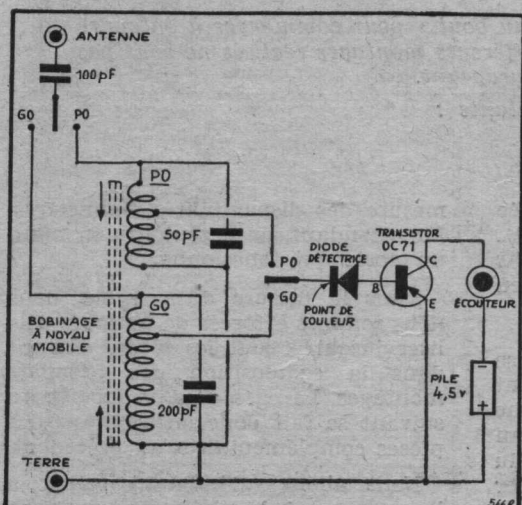 ANTENNE
100pF
GO
PO
PO
50pF
GO
BOBINAGE
À NOYAU
MOBILE
200pF
TERRE
PO
GO
DIODE
DÉTECTRICE
POINT DE
COULEUR
TRANSISTOR
OC71
B
C
E
ÉCOUTEUR
PILE
4,5v
-
+